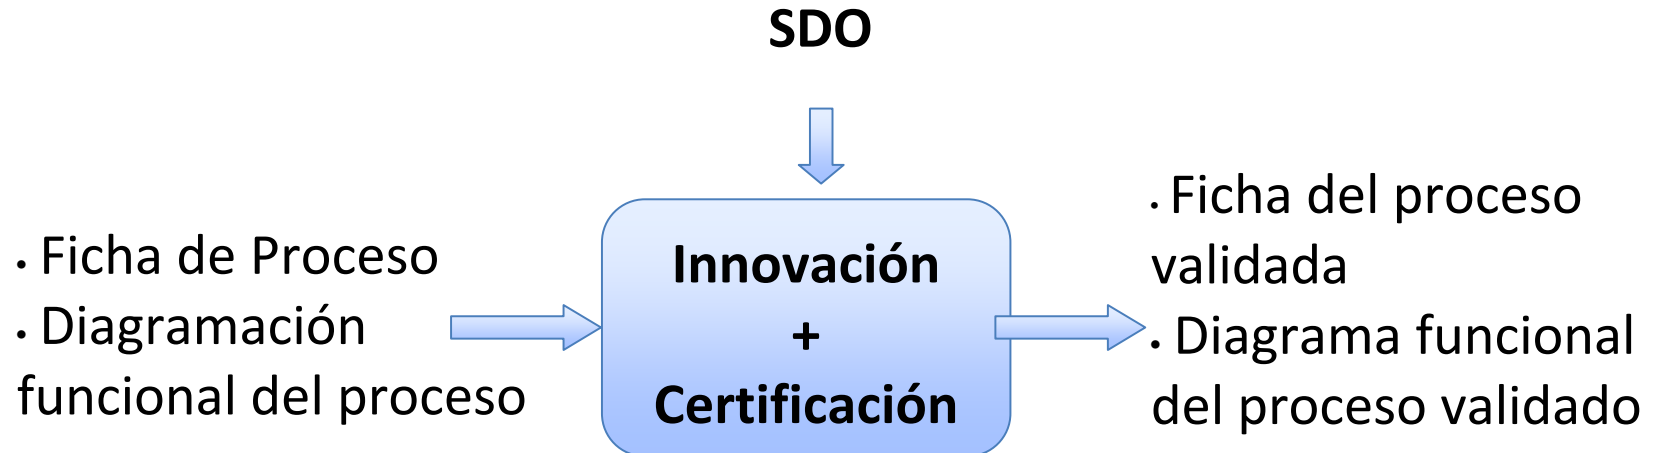 SDO
• Ficha de Proceso
• Diagramación
funcional del proceso
Innovación
+
Certificación
• Ficha del proceso
validada
• Diagrama funcional
del proceso validado